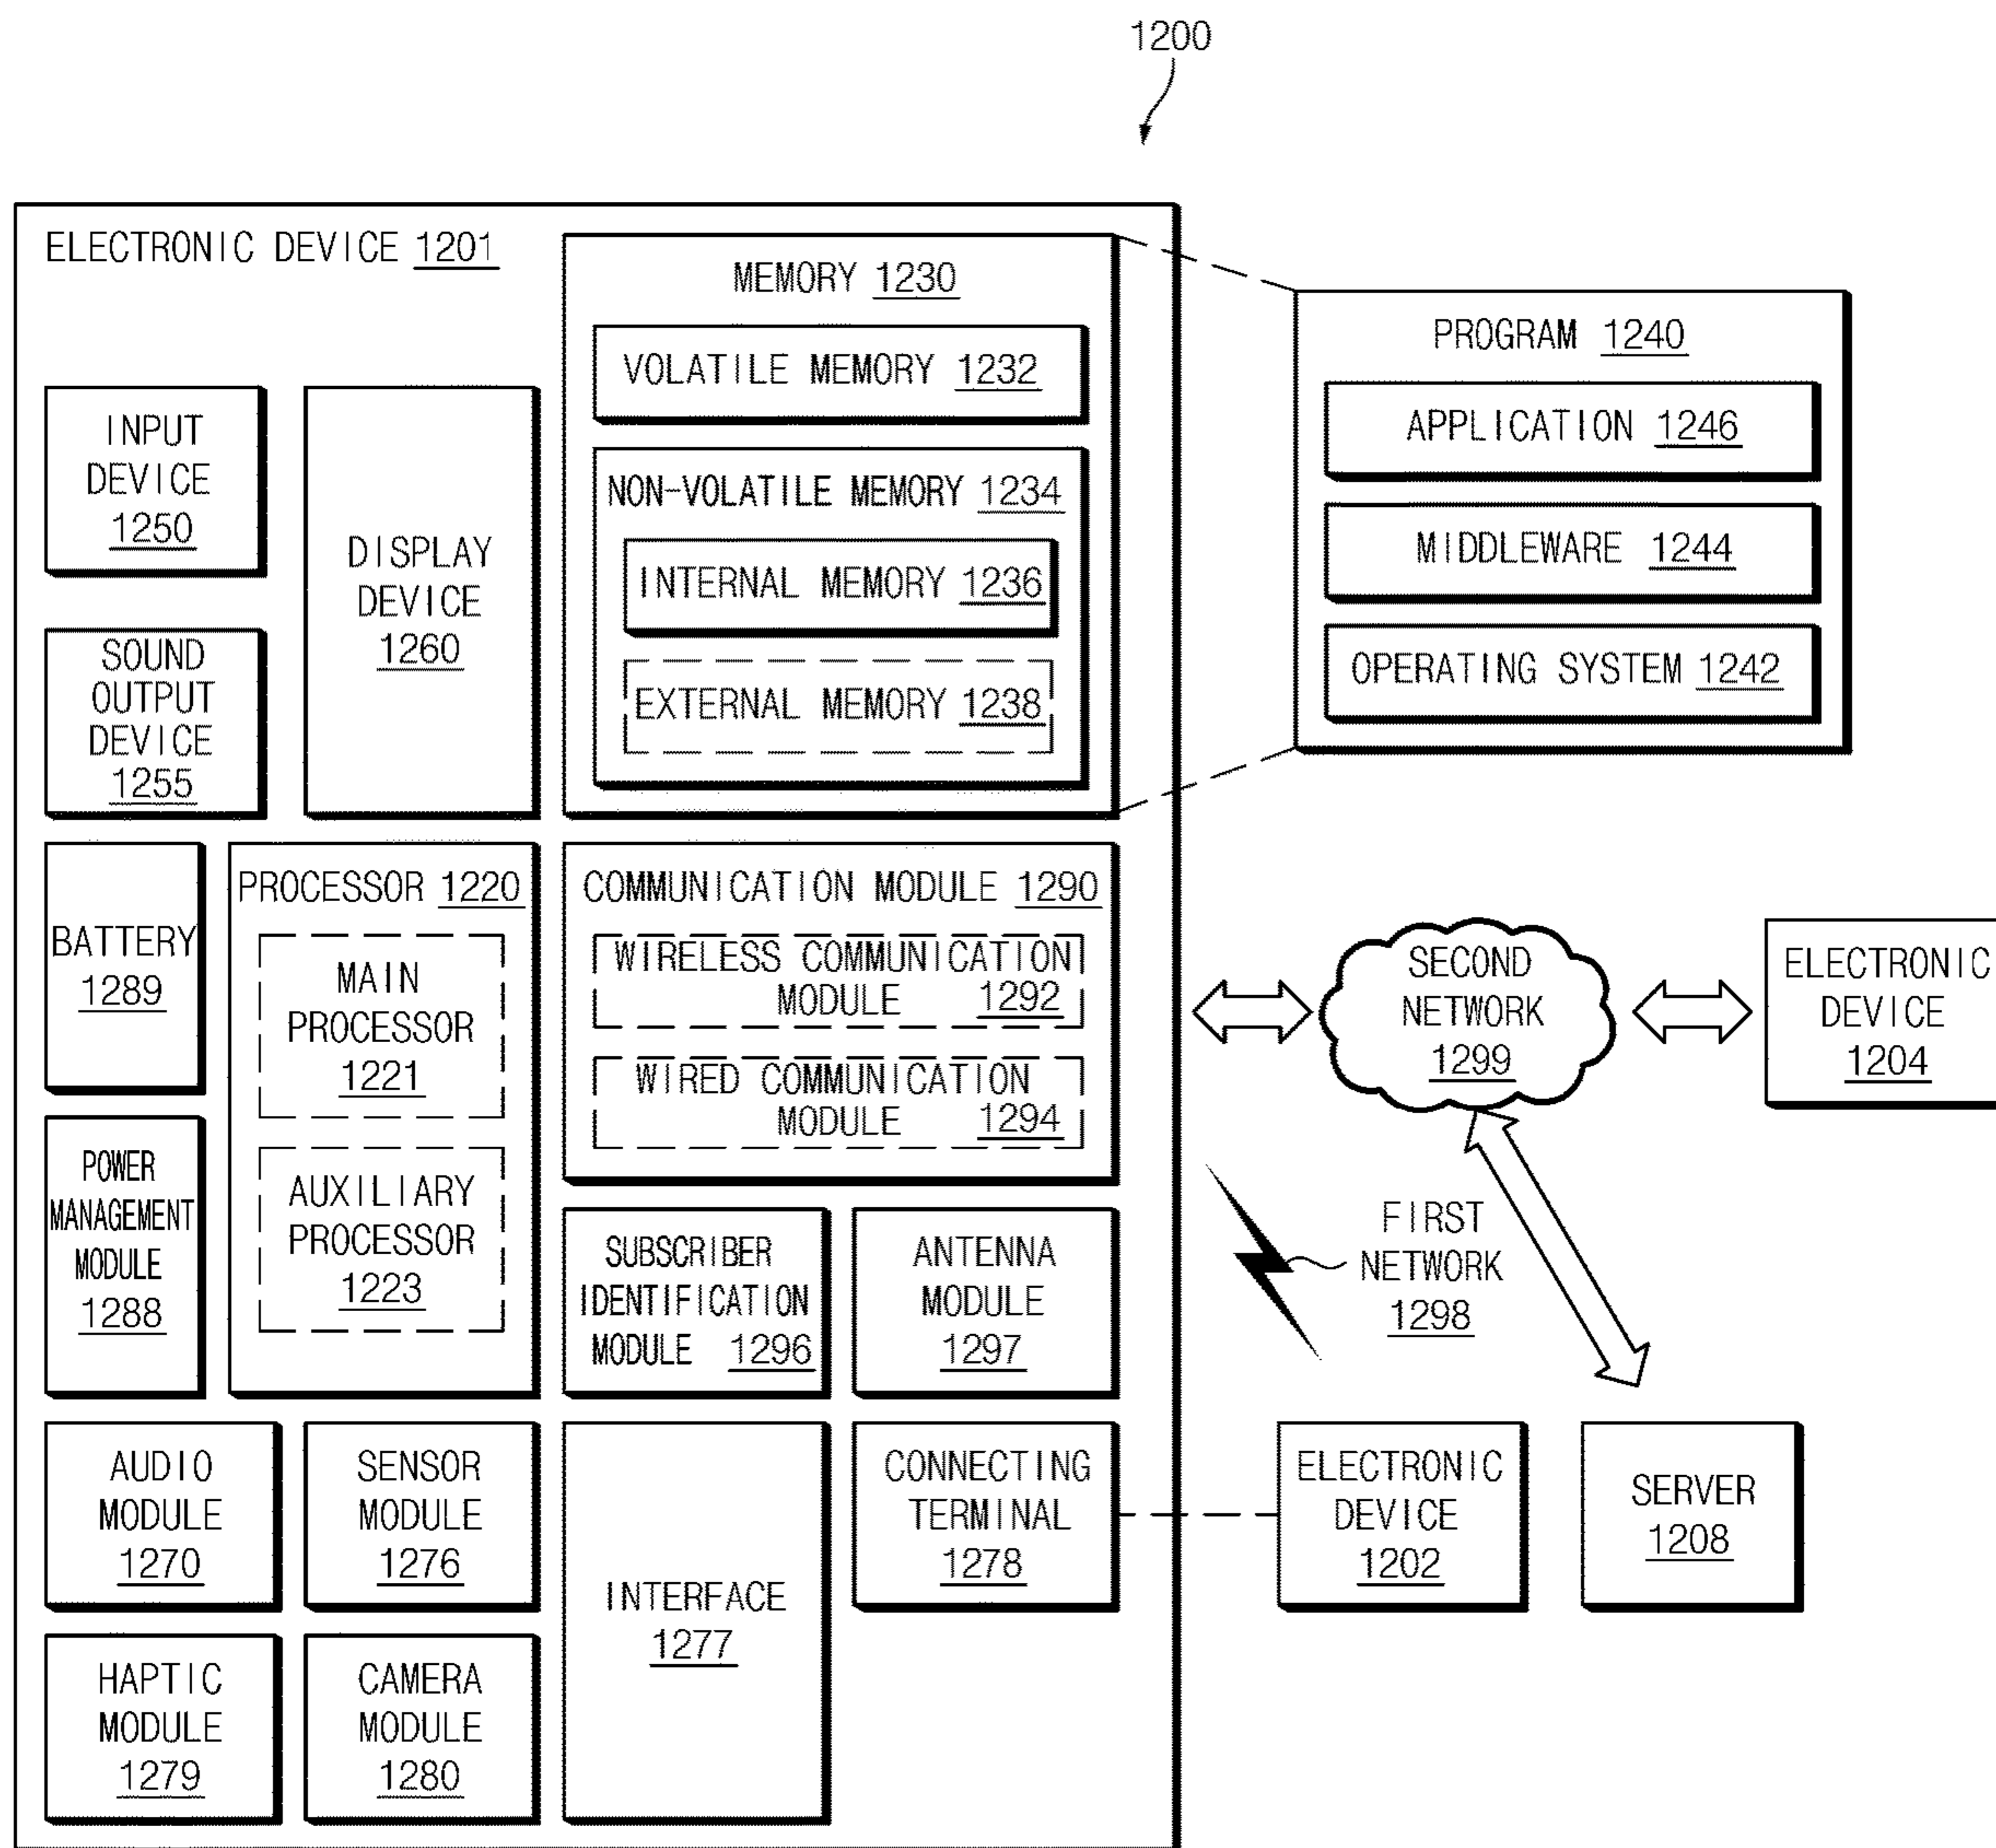 1200
ELECTRONIC DEVICE 1201
INPUT
DEVICE
1250
SOUND
OUTPUT
DEVICE
1255
DISPLAY
DEVICE
1260
MEMORY 1230
VOLATILE MEMORY 1232
NON-VOLATILE MEMORY 1234
INTERNAL MEMORY 1236
EXTERNAL MEMORY 1238
PROGRAM 1240
APPLICATION 1246
MIDDLEWARE 1244
OPERATING SYSTEM 1242
BATTERY
1289
POWER
MANAGEMENT
MODULE
1288
PROCESSOR 1220
MAIN
PROCESSOR
1221
AUXILIARY
PROCESSOR
1223
COMMUNICATION MODULE 1290
WIRELESS COMMUNICATION
MODULE 1292
WIRED COMMUNICATION
MODULE 1294
SUBSCRIBER
IDENTIFICATION
MODULE 1296
ANTENNA
MODULE
1297
SECOND
NETWORK
1299
ELECTRONIC
DEVICE
1204
FIRST
NETWORK
1298
AUDIO
MODULE
1270
SENSOR
MODULE
1276
INTERFACE
1277
CONNECTING
TERMINAL
1278
ELECTRONIC
DEVICE
1202
SERVER
1208
HAPTIC
MODULE
1279
CAMERA
MODULE
1280